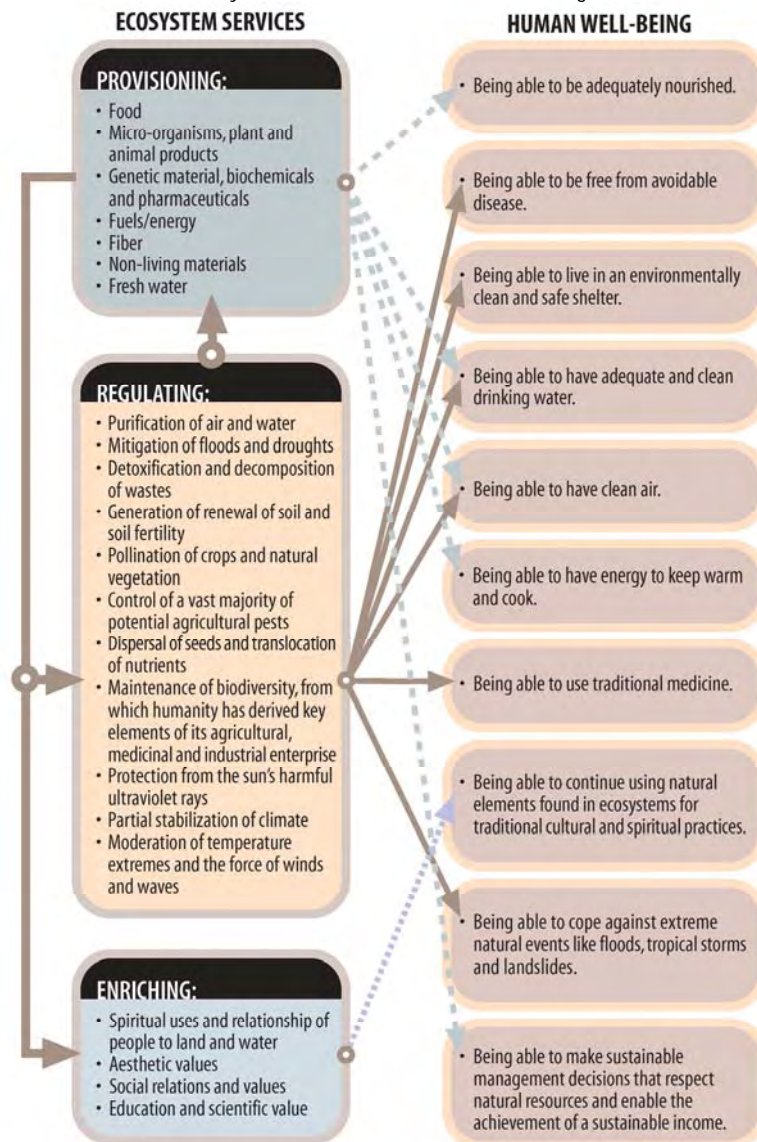 ECOSYSTEM SERVICES
PROVISIONING:
• Food
• Micro-organisms, plant and
animal products
• Genetic material, biochemicals
and pharmaceuticals
• Fuels/energy
• Fiber
• Non-living materials
• Fresh water
REGULATING:
• Purification of air and water
• Mitigation of floods and droughts
• Detoxification and decomposition
of wastes
• Generation of renewal of soil and
soil fertility
• Pollination of crops and natural
vegetation
• Control of a vast majority of
potential agricultural pests
• Dispersal of seeds and translocation
of nutrients
• Maintenance of biodiversity, from
which humanity has derived key
elements of its agricultural,
medicinal and industrial enterprise
• Protection from the sun's harmful
ultraviolet rays
• Partial stabilization of climate
• Moderation of temperature
extremes and the force of winds
and waves
ENRICHING:
• Spiritual uses and relationship of
people to land and water
• Aesthetic values
• Social relations and values
• Education and scientific value
HUMAN WELL-BEING
• Being able to be adequately nourished.
• Being able to be free from avoidable
disease.
• Being able to live in an environmentally
clean and safe shelter.
• Being able to have adequate and clean
drinking water.
• Being able to have clean air.
• Being able to have energy to keep warm
and cook.
• Being able to use traditional medicine.
• Being able to continue using natural
elements found in ecosystems for
traditional cultural and spiritual practices.
• Being able to cope against extreme
natural events like floods, tropical storms
and landslides.
• Being able to make sustainable
management decisions that respect
natural resources and enable the
achievement of a sustainable income.